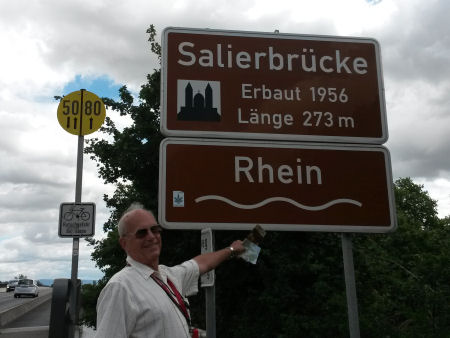 Salierbrücke
Erbaut 1956
Länge 273 m
Rhein
50 80